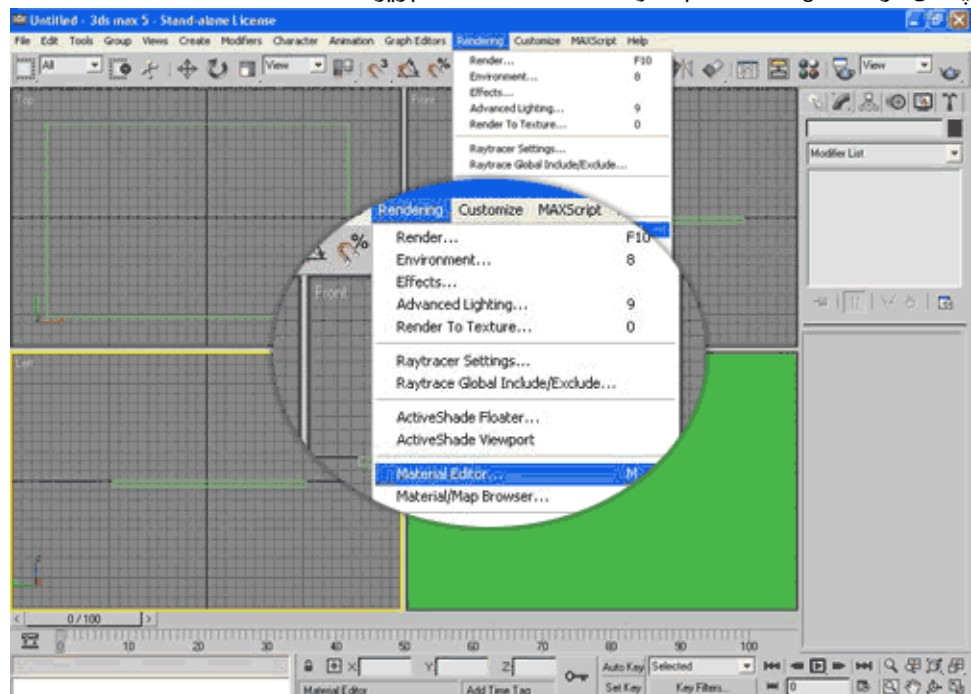 Untitled - 3ds max 5 - Stand-alone License
File Edit Tools Group Views Create Modifiers Character Animation Graph Editors Rendering Customize MAXScript Help
All
View
View
Render... F10
Environment... 8
Effects...
Advanced Lighting... 9
Render To Texture... 0
Raytracer Settings...
Raytrace Global Include/Exclude...
Top
Front
Modifier List
Rendering Customize MAXScript
%
Render... F10
Environment... 8
Effects...
Advanced Lighting... 9
Render To Texture... 0
Front
Raytracer Settings...
Raytrace Global Include/Exclude...
ActiveShade Floater...
ActiveShade Viewport
Material Editor... M
Material/Map Browser...
Left
0 / 100
0 10 20 30 40 50 60 70 80 90 100
X Y Z
Auto Key Selected
Material Editor Add Time Tag Set Key Key Filters... 0